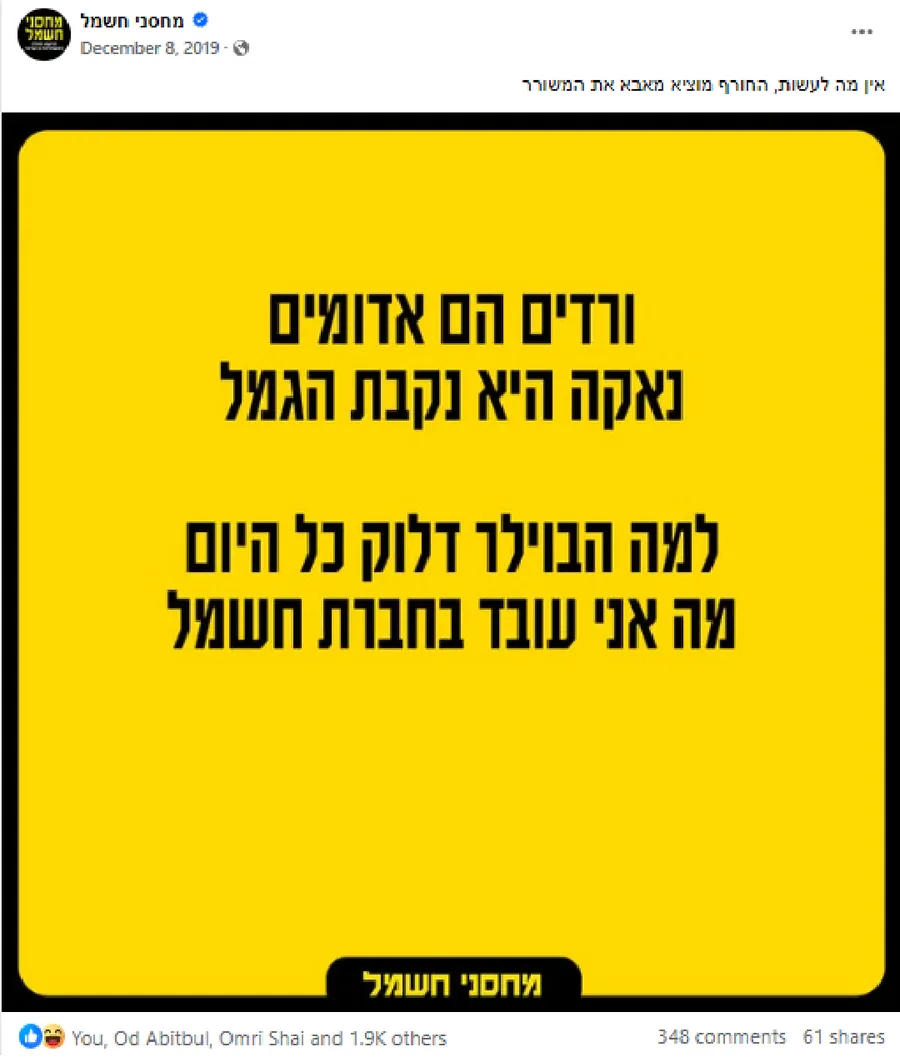 מחסני חשמל
מחסני חשמל
December 8, 2019 ·
אין מה לעשות, החורף מוציא מאבא את המשורר
ורדים הם אדומים
נאקה היא נקבת הגמל
למה הבוילר דלוק כל היום
מה אני עובד בחברת חשמל
מחסני חשמל
You, Od Abitbul, Omri Shai and 1.9K others
348 comments 61 shares